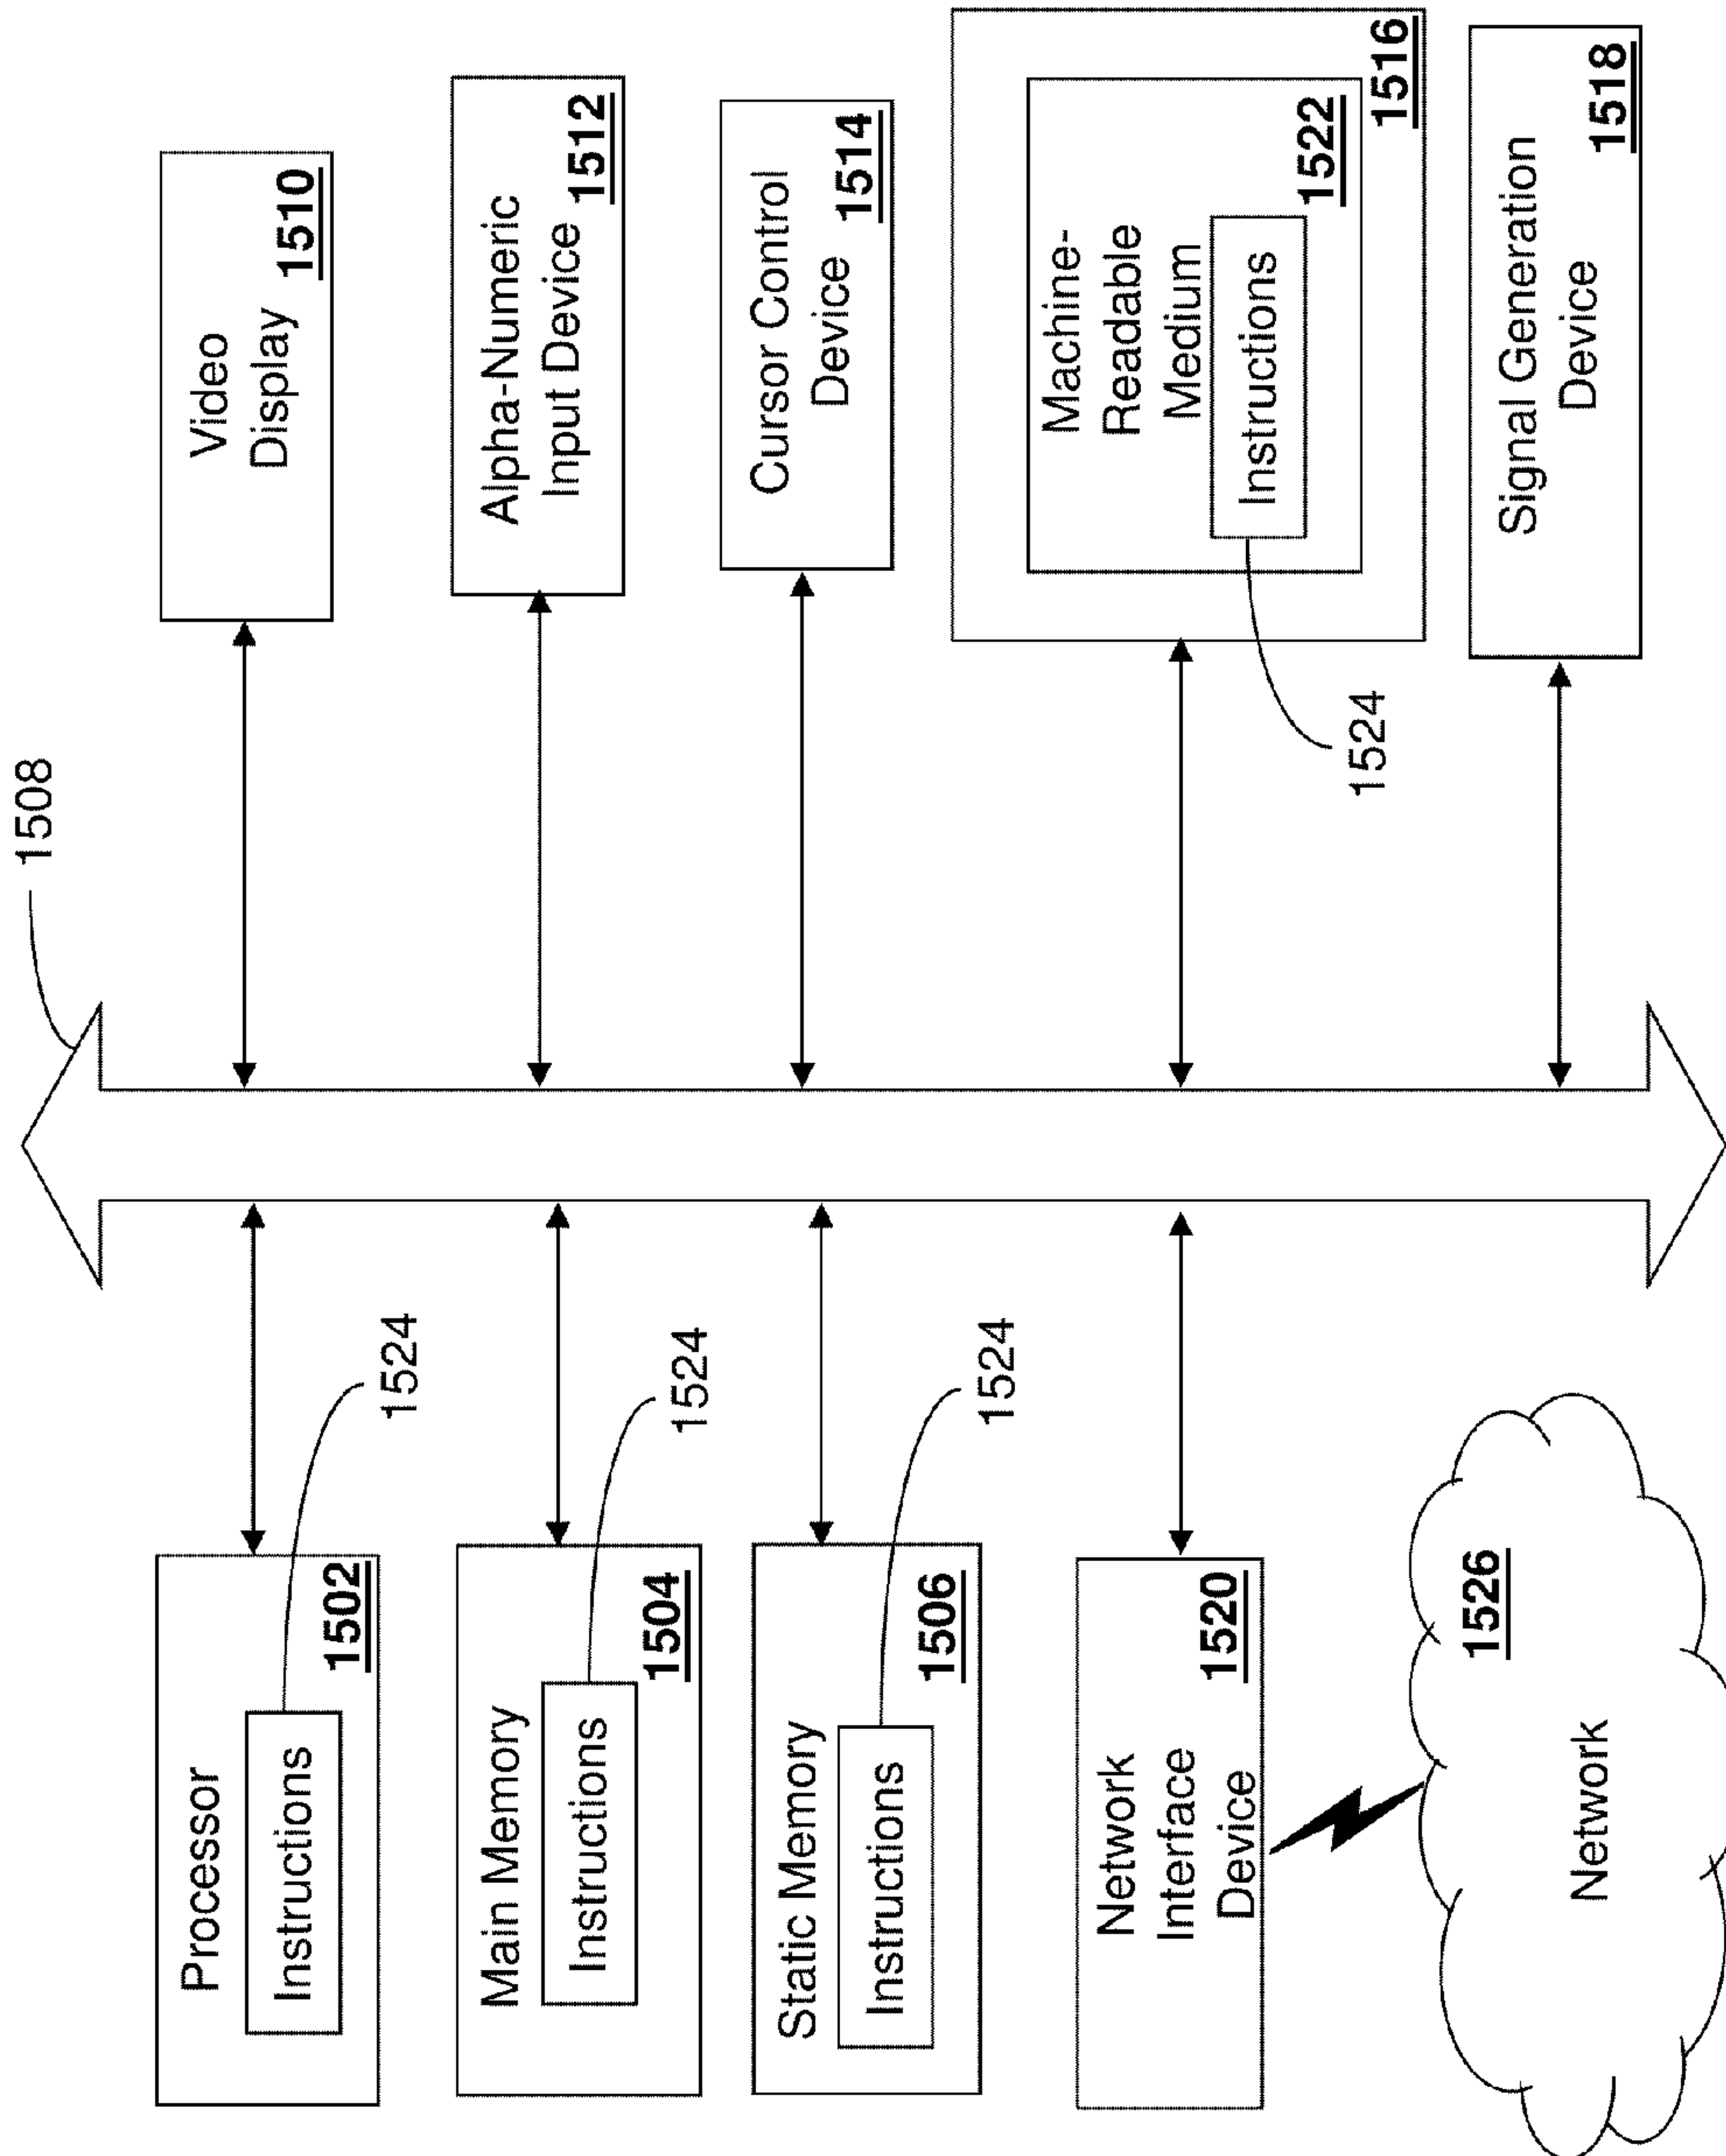 1508
Processor
Instructions
1502
1524
Main Memory
Instructions
1504
1524
Static Memory
Instructions
1506
1524
Network
Interface
Device
1520
1526
Network
Video
Display
1510
Alpha-Numeric
Input Device
1512
Cursor Control
Device
1514
Machine-
Readable
Medium
Instructions
1522
1516
1524
Signal Generation
Device
1518